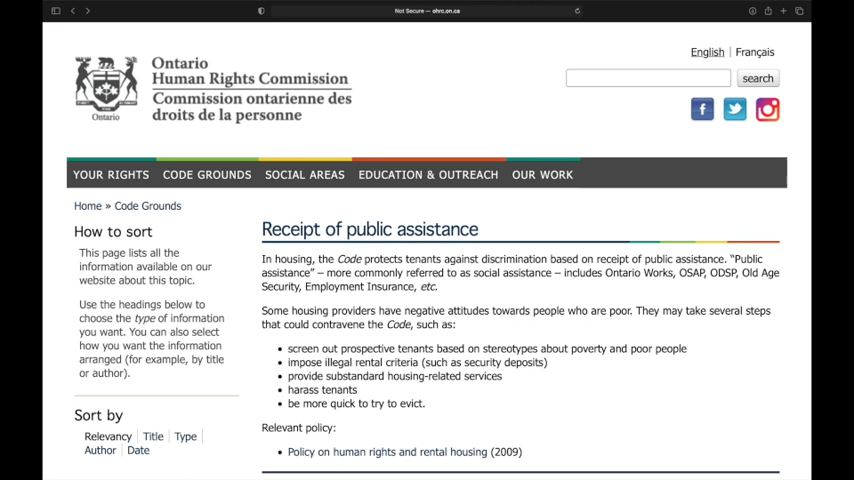 Not Secure — ohrc.on.ca
English | Français
Ontario
Human Rights Commission
Commission ontarienne des
droits de la personne
Ontario
search
YOUR RIGHTS CODE GROUNDS SOCIAL AREAS EDUCATION & OUTREACH OUR WORK
Home » Code Grounds
How to sort
This page lists all the
information available on our
website about this topic.
Use the headings below to
choose the type of information
you want. You can also select
how you want the information
arranged (for example, by title
or author).
Sort by
Relevancy | Title | Type |
Author | Date
Receipt of public assistance
In housing, the Code protects tenants against discrimination based on receipt of public assistance. “Public
assistance” – more commonly referred to as social assistance – includes Ontario Works, OSAP, ODSP, Old Age
Security, Employment Insurance, etc.
Some housing providers have negative attitudes towards people who are poor. They may take several steps
that could contravene the Code, such as:
• screen out prospective tenants based on stereotypes about poverty and poor people
• impose illegal rental criteria (such as security deposits)
• provide substandard housing-related services
• harass tenants
• be more quick to try to evict.
Relevant policy:
• Policy on human rights and rental housing (2009)